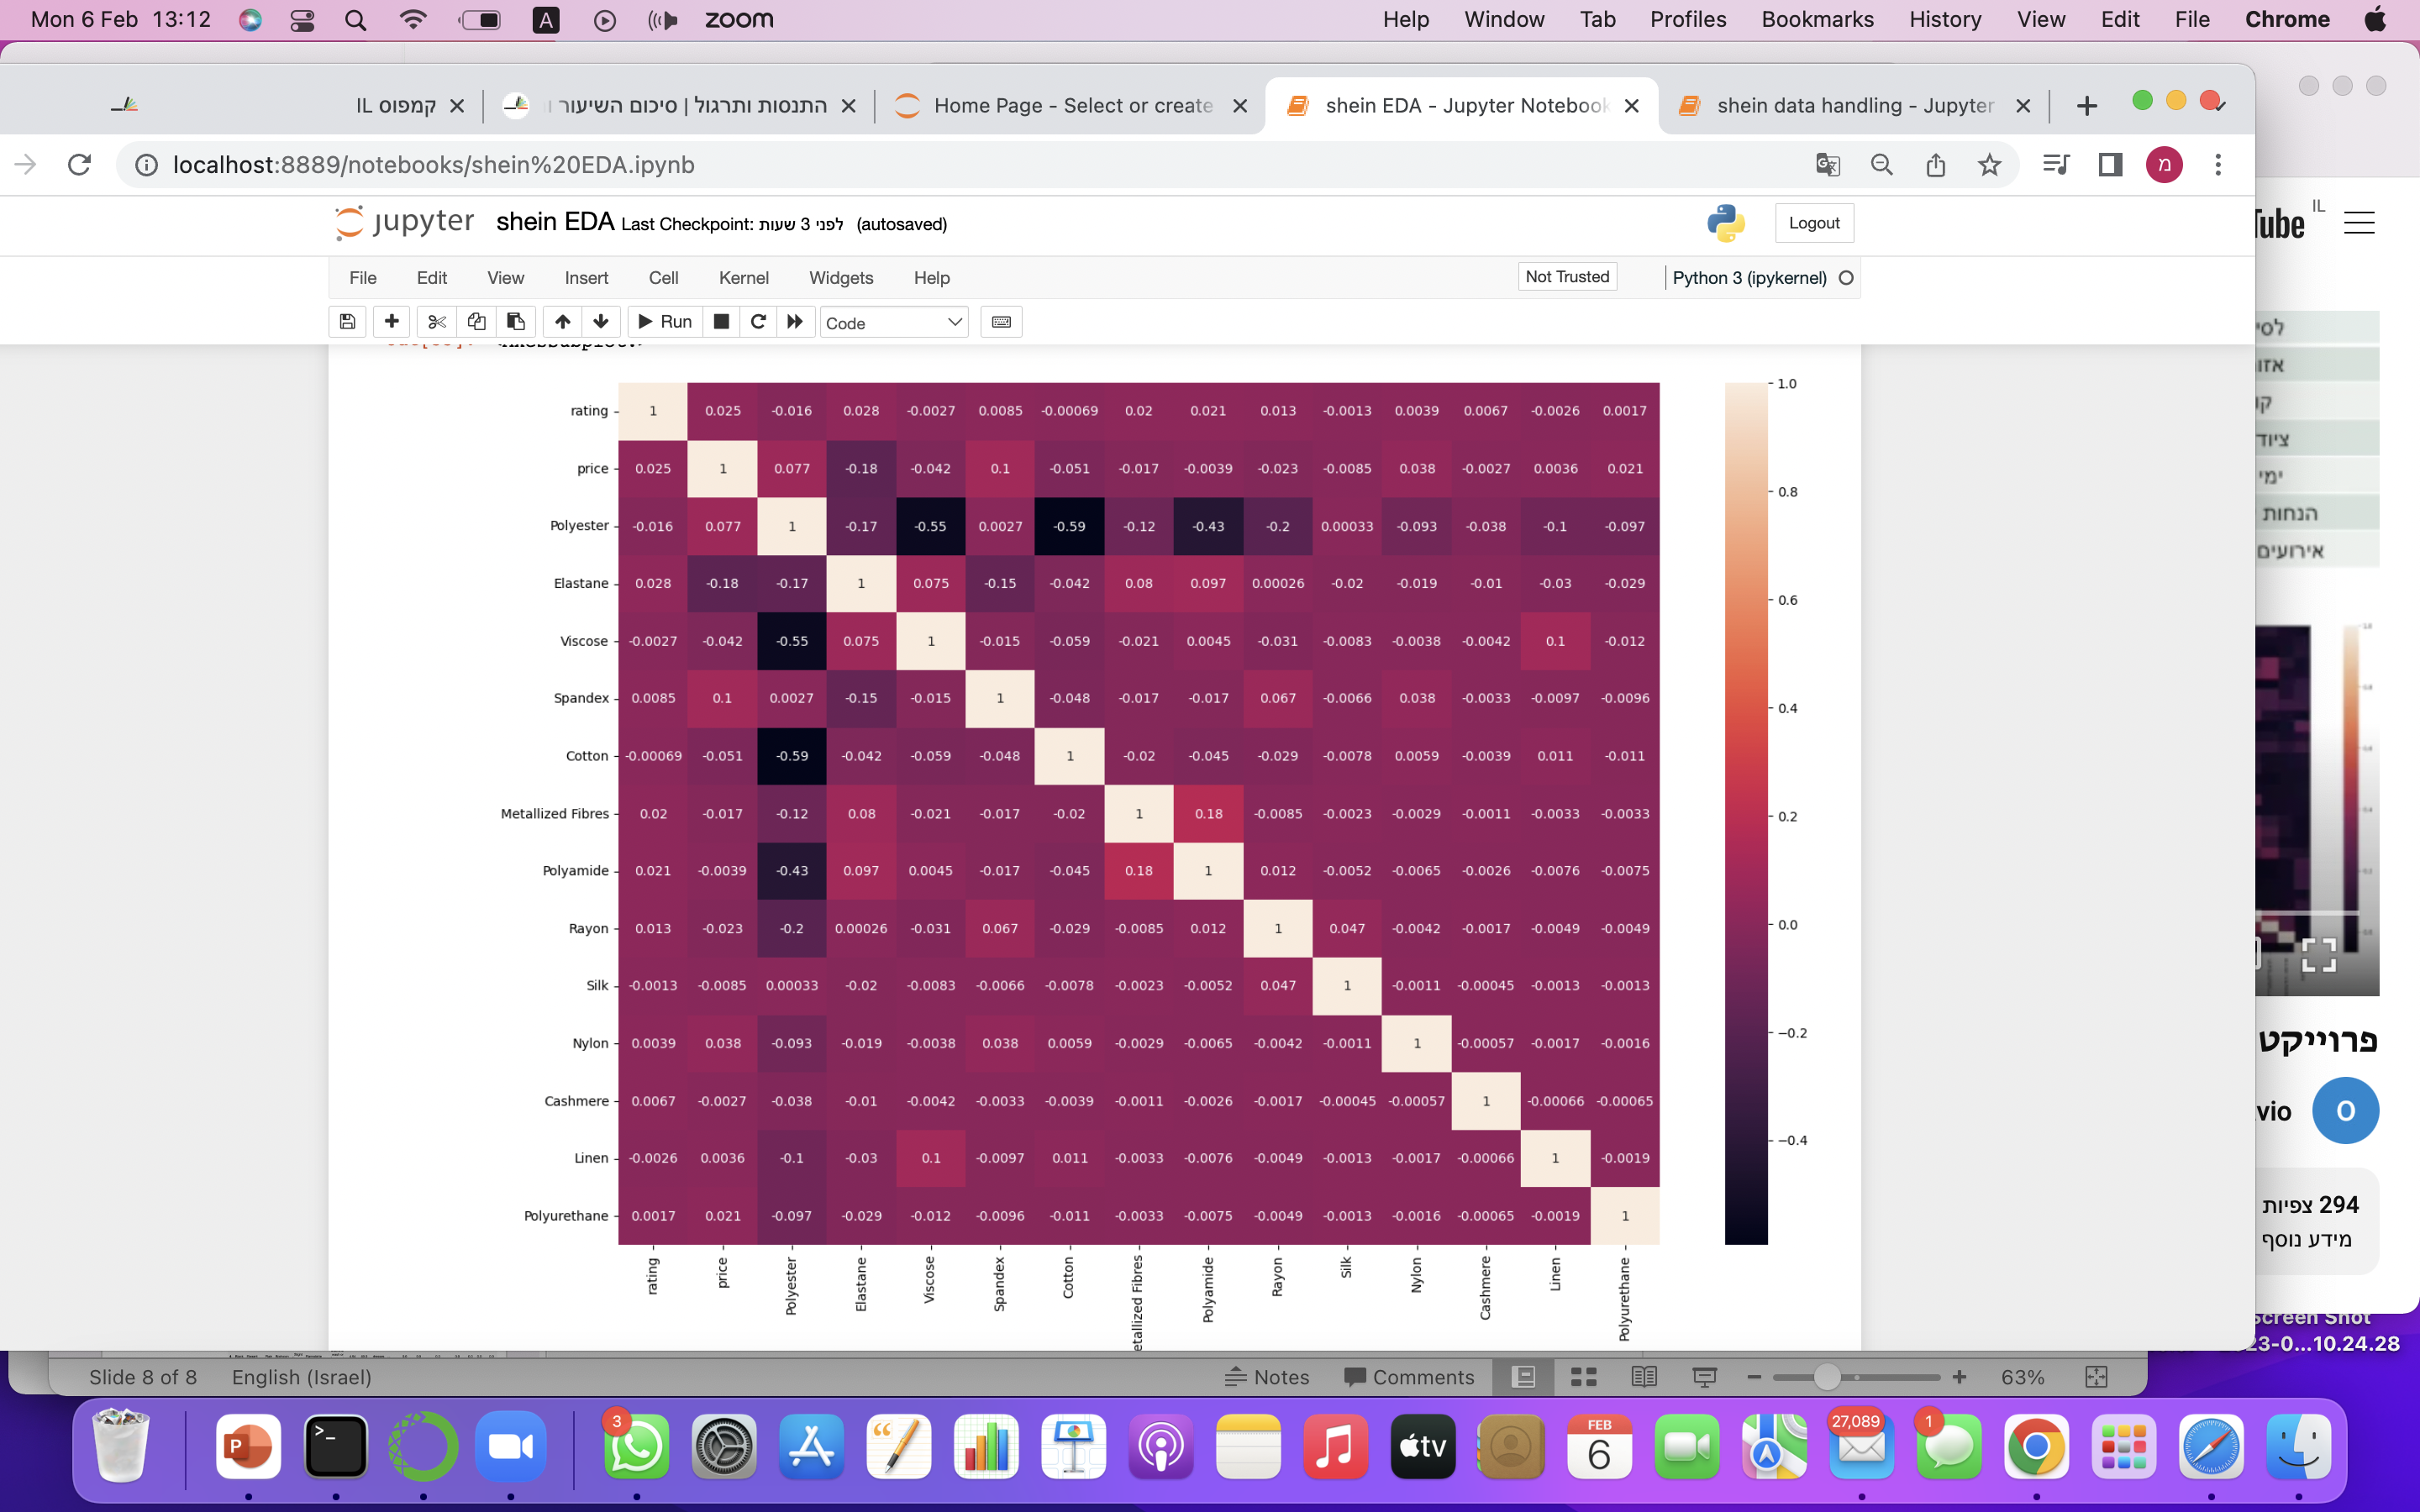 Mon 6 Feb 13:12 A zoom Help Window Tab Profiles Bookmarks History View Edit File Chrome
קמפוס IL
התנסות ותרגול | סיכום השיעור
Home Page - Select or create
shein EDA - Jupyter Notebook
shein data handling - Jupyter
localhost:8889/notebooks/shein%20EDA.ipynb
מ
jupyter shein EDA Last Checkpoint: לפני 3 שעות (autosaved)
Logout
File Edit View Insert Cell Kernel Widgets Help
Not Trusted
Python 3 (ipykernel)
Run Code
rating 1 0.025 -0.016 0.028 -0.0027 0.0085 -0.00069 0.02 0.021 0.013 -0.0013 0.0039 0.0067 -0.0026 0.0017
price 0.025 1 0.077 -0.18 -0.042 0.1 -0.051 -0.017 -0.0039 -0.023 -0.0085 0.038 -0.0027 0.0036 0.021
Polyester -0.016 0.077 1 -0.17 -0.55 0.0027 -0.59 -0.12 -0.43 -0.2 0.00033 -0.093 -0.038 -0.1 -0.097
Elastane 0.028 -0.18 -0.17 1 0.075 -0.15 -0.042 0.08 0.097 0.00026 -0.02 -0.019 -0.01 -0.03 -0.029
Viscose -0.0027 -0.042 -0.55 0.075 1 -0.015 -0.059 -0.021 0.0045 -0.031 -0.0083 -0.0038 -0.0042 0.1 -0.012
Spandex 0.0085 0.1 0.0027 -0.15 -0.015 1 -0.048 -0.017 -0.017 0.067 -0.0066 0.038 -0.0033 -0.0097 -0.0096
Cotton -0.00069 -0.051 -0.59 -0.042 -0.059 -0.048 1 -0.02 -0.045 -0.029 -0.0078 0.0059 -0.0039 0.011 -0.011
Metallized Fibres 0.02 -0.017 -0.12 0.08 -0.021 -0.017 -0.02 1 0.18 -0.0085 -0.0023 -0.0029 -0.0011 -0.0033 -0.0033
Polyamide 0.021 -0.0039 -0.43 0.097 0.0045 -0.017 -0.045 0.18 1 0.012 -0.0052 -0.0065 -0.0026 -0.0076 -0.0075
Rayon 0.013 -0.023 -0.2 0.00026 -0.031 0.067 -0.029 -0.0085 0.012 1 0.047 -0.0042 -0.0017 -0.0049 -0.0049
Silk -0.0013 -0.0085 0.00033 -0.02 -0.0083 -0.0066 -0.0078 -0.0023 -0.0052 0.047 1 -0.0011 -0.00045 -0.0013 -0.0013
Nylon 0.0039 0.038 -0.093 -0.019 -0.0038 0.038 0.0059 -0.0029 -0.0065 -0.0042 -0.0011 1 -0.00057 -0.0017 -0.0016
Cashmere 0.0067 -0.0027 -0.038 -0.01 -0.0042 -0.0033 -0.0039 -0.0011 -0.0026 -0.0017 -0.00045 -0.00057 1 -0.00066 -0.00065
Linen -0.0026 0.0036 -0.1 -0.03 0.1 -0.0097 0.011 -0.0033 -0.0076 -0.0049 -0.0013 -0.0017 -0.00066 1 -0.0019
Polyurethane 0.0017 0.021 -0.097 -0.029 -0.012 -0.0096 -0.011 -0.0033 -0.0075 -0.0049 -0.0013 -0.0016 -0.00065 -0.0019 1
rating price Polyester Elastane Viscose Spandex Cotton etallized Fibres Polyamide Rayon Silk Nylon Cashmere Linen Polyurethane
1.0
0.8
0.6
0.4
0.2
0.0
−0.2
−0.4
Tube IL
קו
ציוד
ימי
הנחות
אירועים
פרוייקט
vio O
294 צפיות
מידע נוסף
Screen Shot
23-0...10.24.28
Slide 8 of 8 English (Israel) Notes Comments 63%
P 3 tv FEB 6 27,089 1